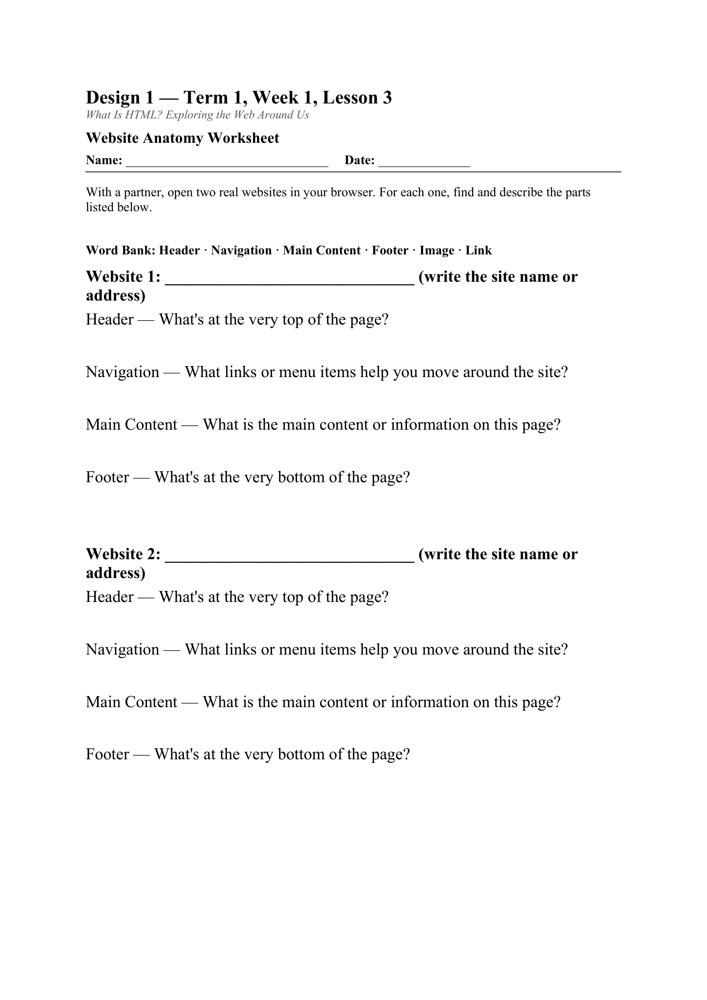 Design 1 — Term 1, Week 1, Lesson 3
What Is HTML? Exploring the Web Around Us
Website Anatomy Worksheet
Name: _______________________________ Date: ______________
With a partner, open two real websites in your browser. For each one, find and describe the parts
listed below.
Word Bank: Header · Navigation · Main Content · Footer · Image · Link
Website 1: ______________________________ (write the site name or
address)
Header — What's at the very top of the page?
Navigation — What links or menu items help you move around the site?
Main Content — What is the main content or information on this page?
Footer — What's at the very bottom of the page?
Website 2: ______________________________ (write the site name or
address)
Header — What's at the very top of the page?
Navigation — What links or menu items help you move around the site?
Main Content — What is the main content or information on this page?
Footer — What's at the very bottom of the page?